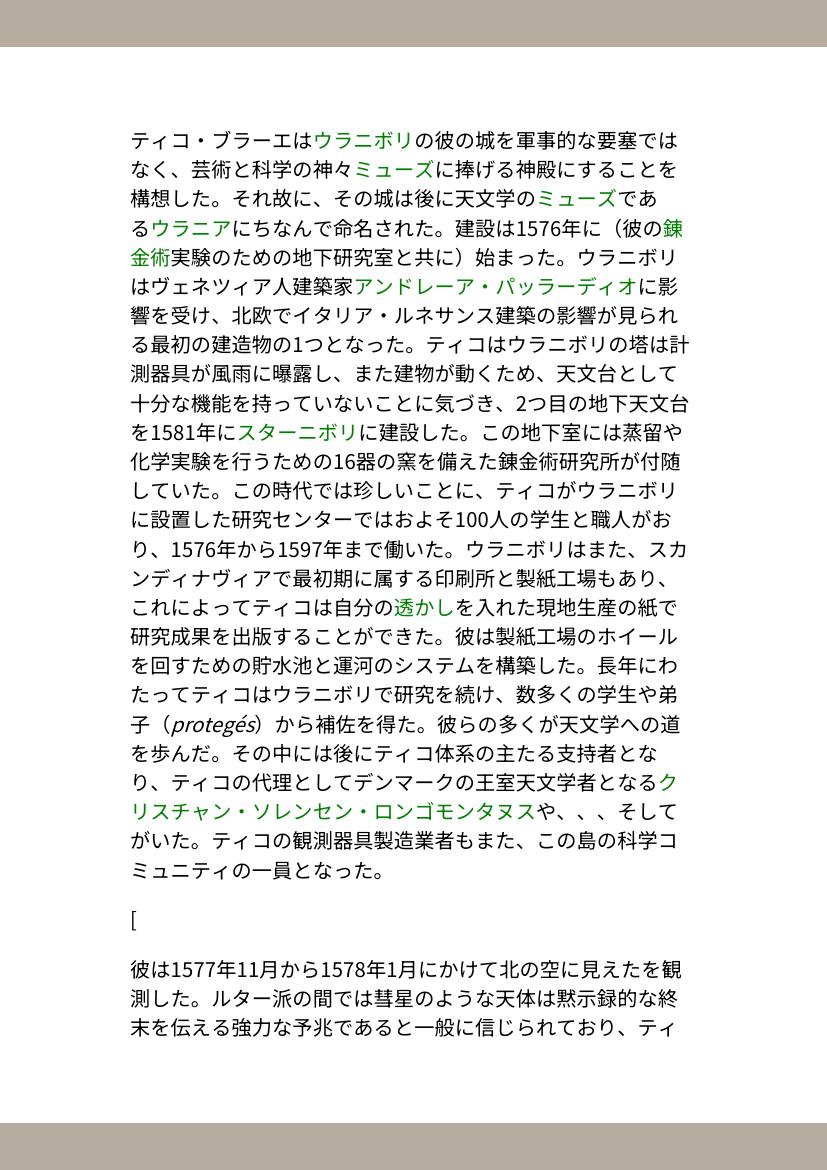 ティコ・ブラーエはウラニボリの彼の城を軍事的な要塞では
なく、芸術と科学の神々ミューズに捧げる神殿にすることを
構想した。それ故に、その城は後に天文学のミューズであ
るウラニアにちなんで命名された。建設は1576年に（彼の錬
金術実験のための地下研究室と共に）始まった。ウラニボリ
はヴェネツィア人建築家アンドレーア・パッラーディオに影
響を受け、北欧でイタリア・ルネサンス建築の影響が見られ
る最初の建造物の1つとなった。ティコはウラニボリの塔は計
測器具が風雨に曝露し、また建物が動くため、天文台として
十分な機能を持っていないことに気づき、2つ目の地下天文台
を1581年にスターニボリに建設した。この地下室には蒸留や
化学実験を行うための16器の窯を備えた錬金術研究所が付随
していた。この時代では珍しいことに、ティコがウラニボリ
に設置した研究センターではおよそ100人の学生と職人がお
り、1576年から1597年まで働いた。ウラニボリはまた、スカ
ンディナヴィアで最初期に属する印刷所と製紙工場もあり、
これによってティコは自分の透かしを入れた現地生産の紙で
研究成果を出版することができた。彼は製紙工場のホイール
を回すための貯水池と運河のシステムを構築した。長年にわ
たってティコはウラニボリで研究を続け、数多くの学生や弟
子（protegés）から補佐を得た。彼らの多くが天文学への道
を歩んだ。その中には後にティコ体系の主たる支持者とな
り、ティコの代理としてデンマークの王室天文学者となるク
リスチャン・ソレンセン・ロンゴモンタヌスや、、、そして
がいた。ティコの観測器具製造業者もまた、この島の科学コ
ミュニティの一員となった。
[
彼は1577年11月から1578年1月にかけて北の空に見えたを観
測した。ルター派の間では彗星のような天体は黙示録的な終
末を伝える強力な予兆であると一般に信じられており、ティ